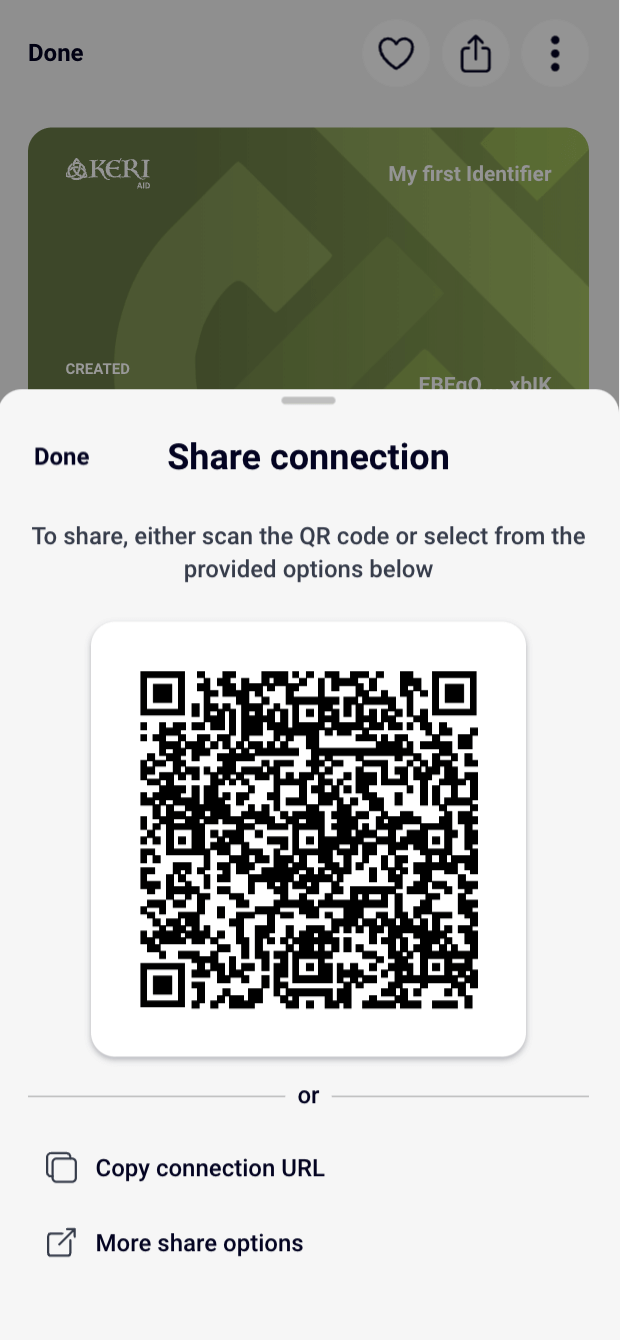 Done
KERI
AID
My first Identifier
CREATED
EBEgQ...xbIK
Done
Share connection
To share, either scan the QR code or select from the
provided options below
or
Copy connection URL
More share options